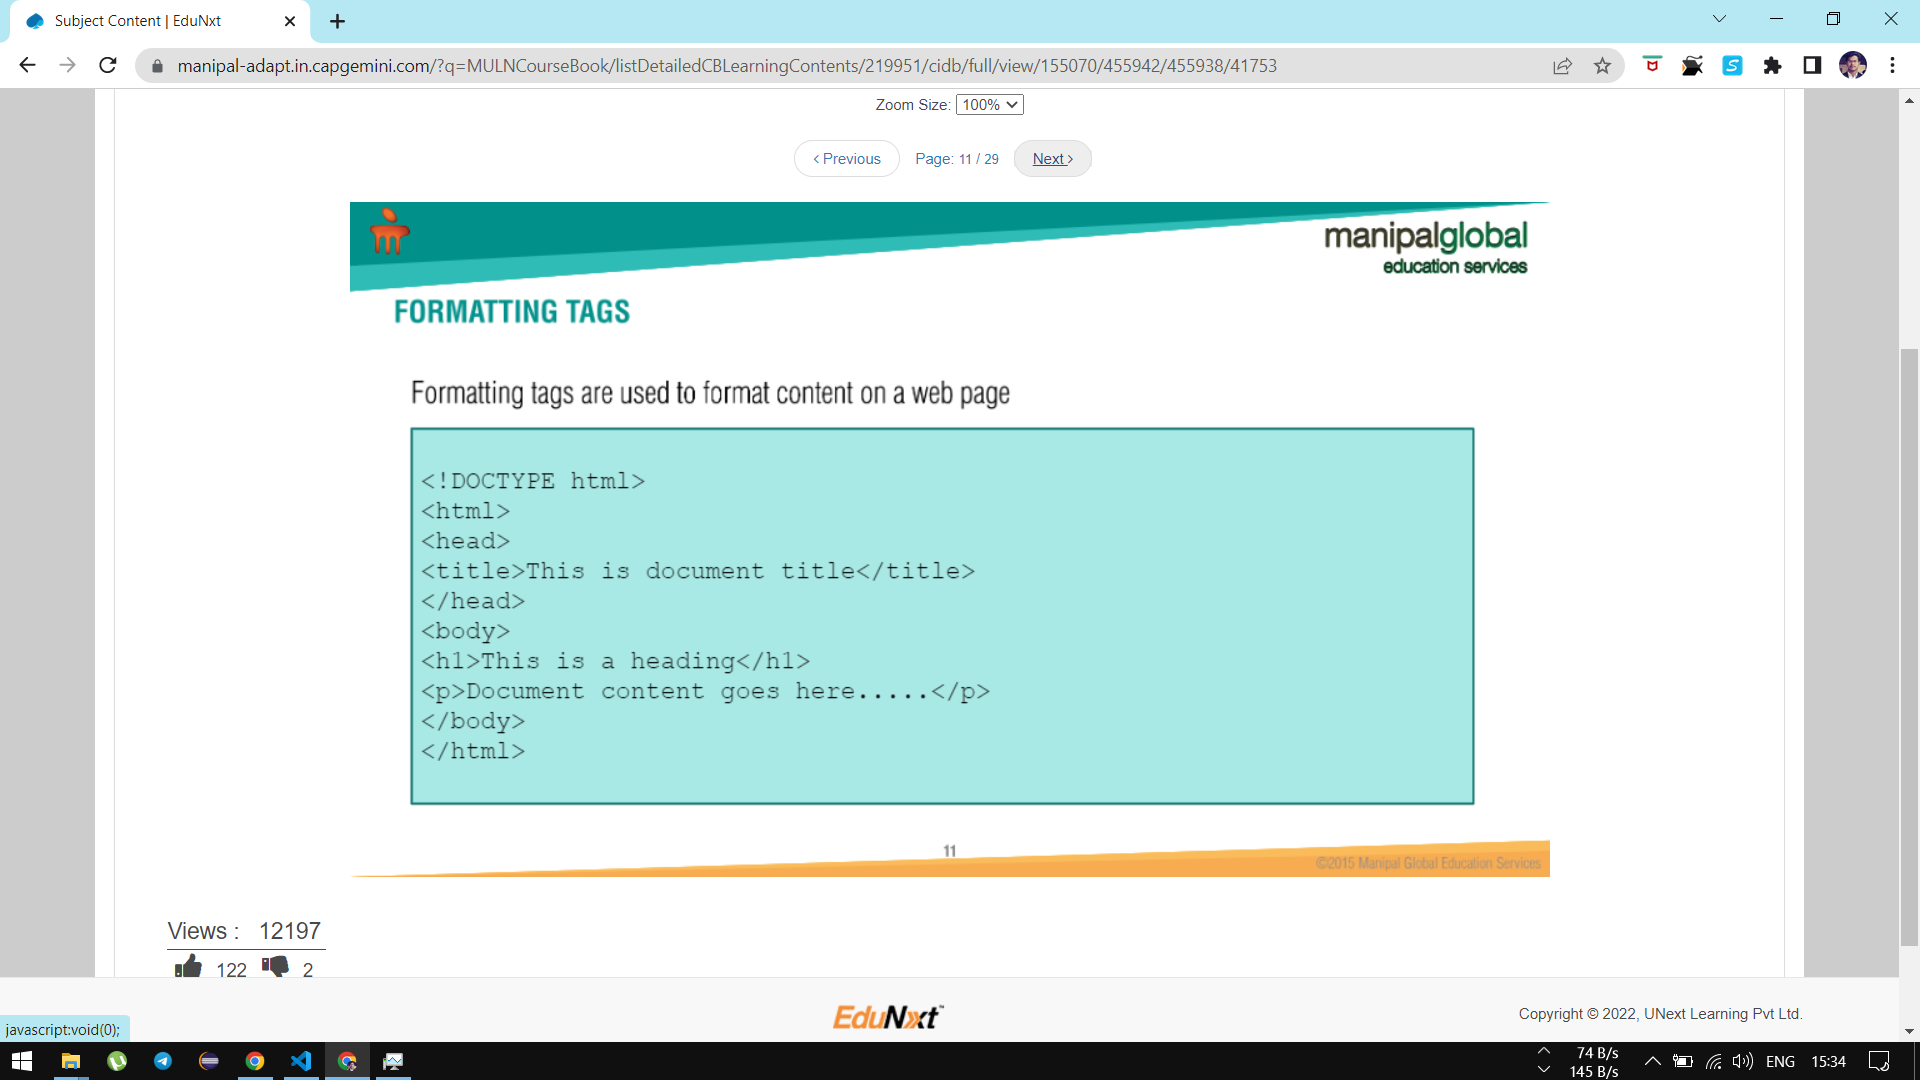 Subject Content | EduNxt
manipal-adapt.in.capgemini.com/?q=MULNCourseBook/listDetailedCBLearningContents/219951/cidb/full/view/155070/455942/455938/41753
Zoom Size: 100%
‹ Previous Page: 11 / 29 Next ›
manipalglobal
education services
FORMATTING TAGS
Formatting tags are used to format content on a web page
<!DOCTYPE html>
<html>
<head>
<title>This is document title</title>
</head>
<body>
<h1>This is a heading</h1>
<p>Document content goes here.....</p>
</body>
</html>
11
©2015 Manipal Global Education Services
Views : 12197
122 2
EduNxt™
Copyright © 2022, UNext Learning Pvt Ltd.
javascript:void(0);
74 B/s
145 B/s
ENG 15:34